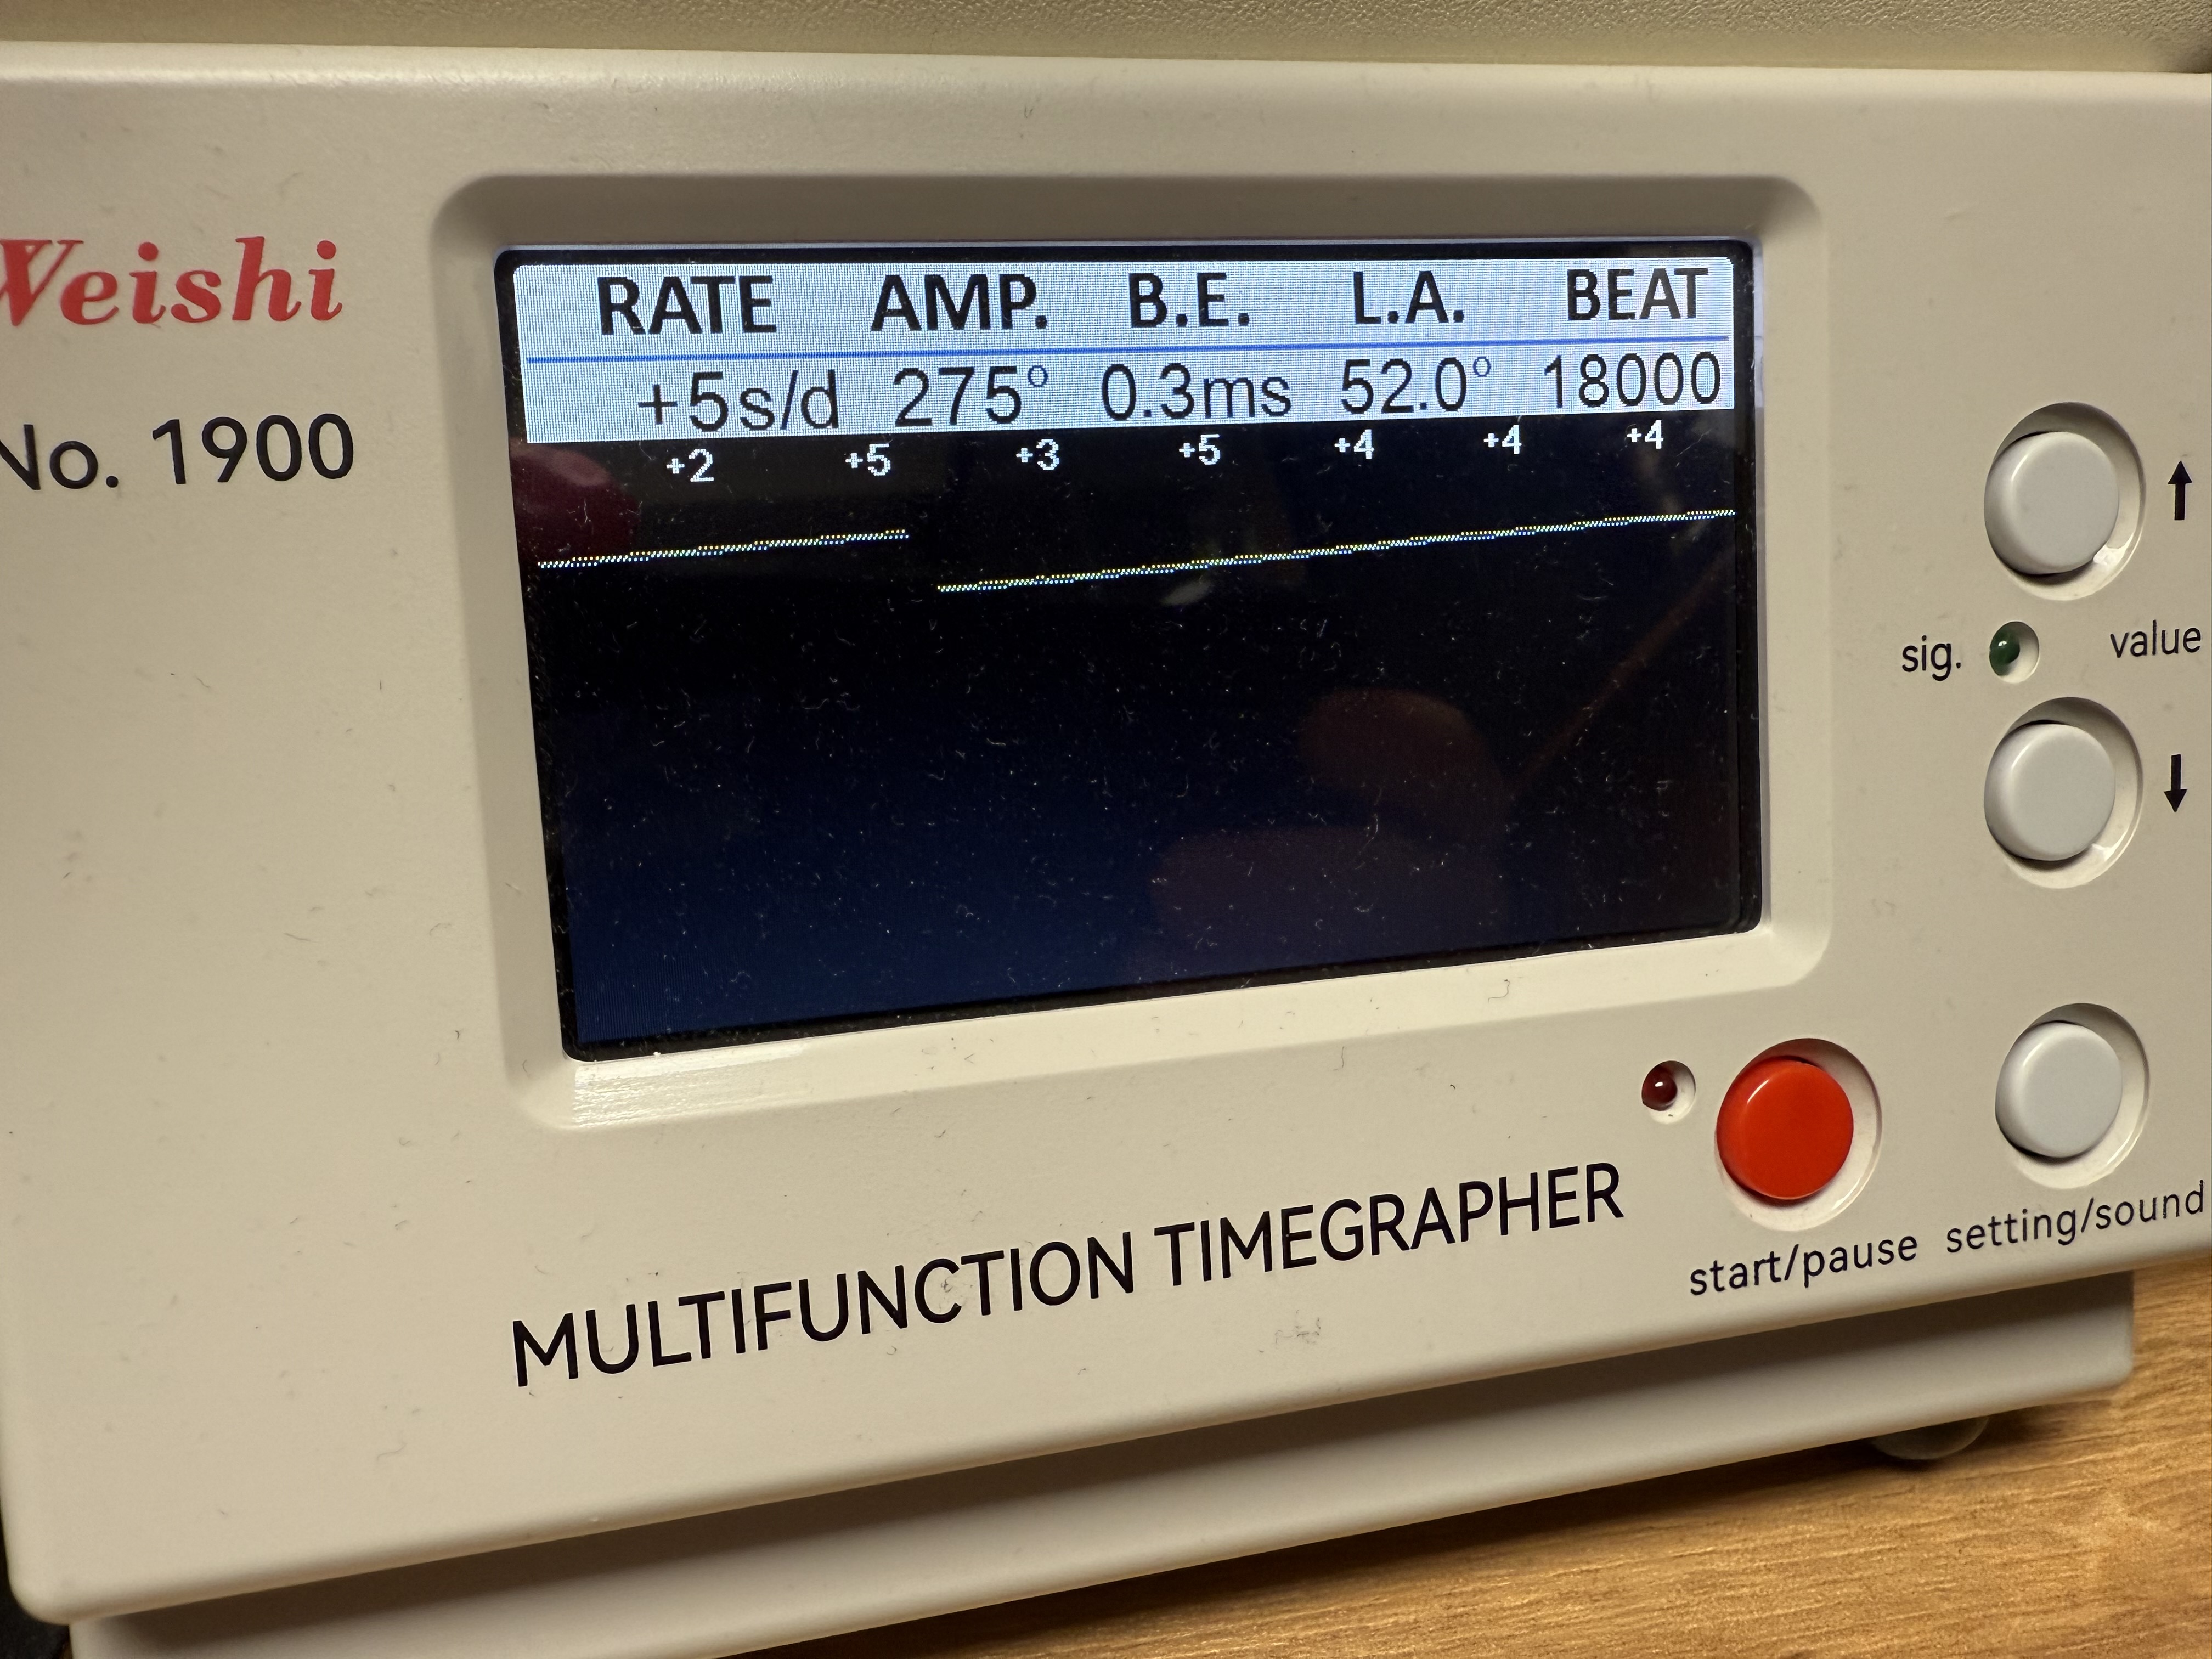 Weishi
No. 1900
RATE AMP. B.E. L.A. BEAT
+5s/d 275° 0.3ms 52.0° 18000
+2 +5 +3 +5 +4 +4 +4
↑
sig. value
↓
MULTIFUNCTION TIMEGRAPHER
start/pause setting/sound